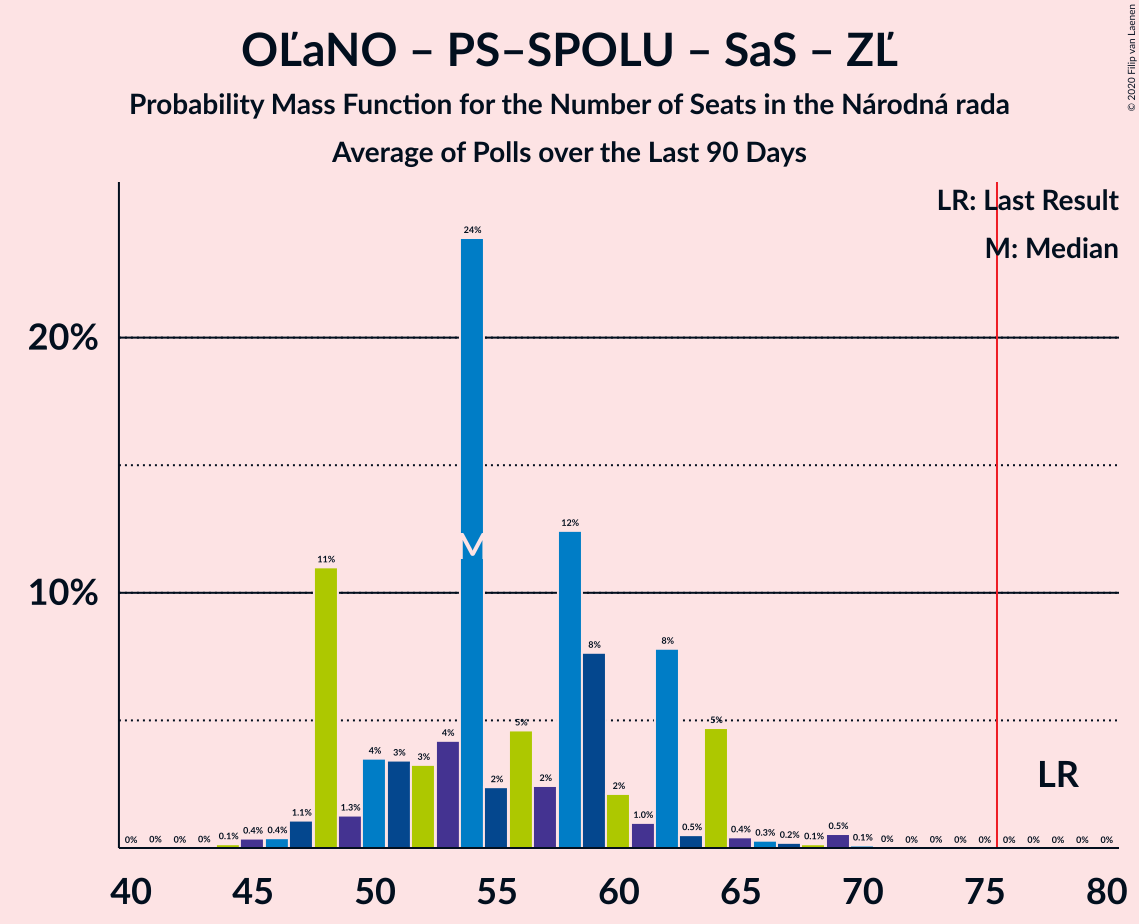 OĽaNO – PS–SPOLU – SaS – ZĽ
Probability Mass Function for the Number of Seats in the Národná rada
Average of Polls over the Last 90 Days
© 2020 Filip van Laenen
LR: Last Result
M: Median
20%
10%
0% 0% 0% 0% 0.1% 0.4% 0.4% 1.1% 11% 1.3% 4% 3% 3% 4% 24% 2% 5% 2% 12% 8% 2% 1.0% 8% 0.5% 5% 0.4% 0.3% 0.2% 0.1% 0.5% 0.1% 0% 0% 0% 0% 0% 0% 0% 0% 0% 0%
M
LR
40 45 50 55 60 65 70 75 80